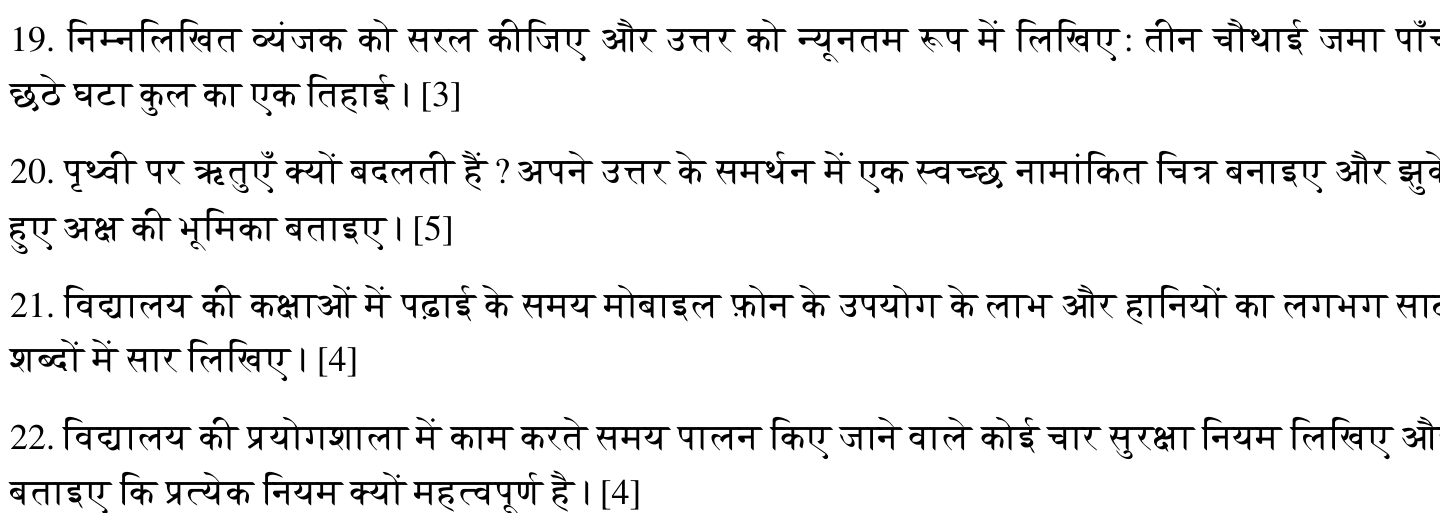 19. निम्नलिखित व्यंजक को सरल कीजिए और उत्तर को न्यूनतम रूप में लिखिए: तीन चौथाई जमा
छठे घटा कुल का एक तिहाई। [3]
20. पृथ्वी पर ऋतुएँ क्यों बदलती हैं? अपने उत्तर के समर्थन में एक स्वच्छ नामांकित चित्र बनाइए और
हुए अक्ष की भूमिका बताइए। [5]
21. विद्यालय की कक्षाओं में पढ़ाई के समय मोबाइल फ़ोन के उपयोग के लाभ और हानियों का लगभग
शब्दों में सार लिखिए। [4]
22. विद्यालय की प्रयोगशाला में काम करते समय पालन किए जाने वाले कोई चार सुरक्षा नियम लिखिए
बताइए कि प्रत्येक नियम क्यों महत्वपूर्ण है। [4]